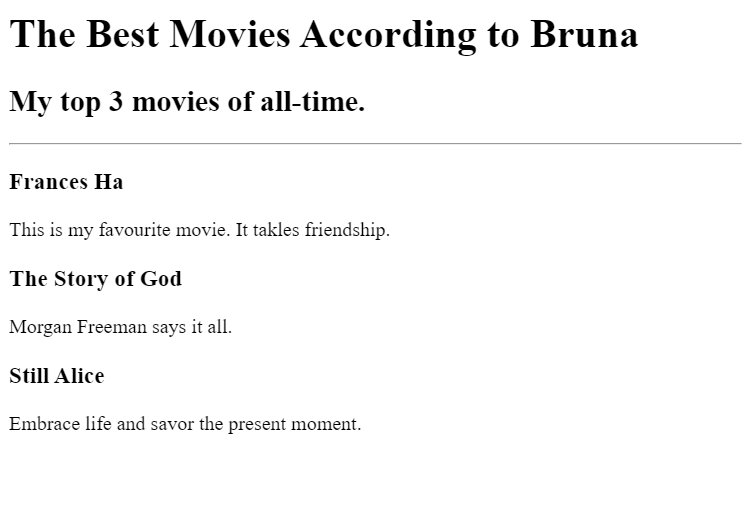 The Best Movies According to Bruna
My top 3 movies of all-time.
Frances Ha
This is my favourite movie. It takles friendship.
The Story of God
Morgan Freeman says it all.
Still Alice
Embrace life and savor the present moment.